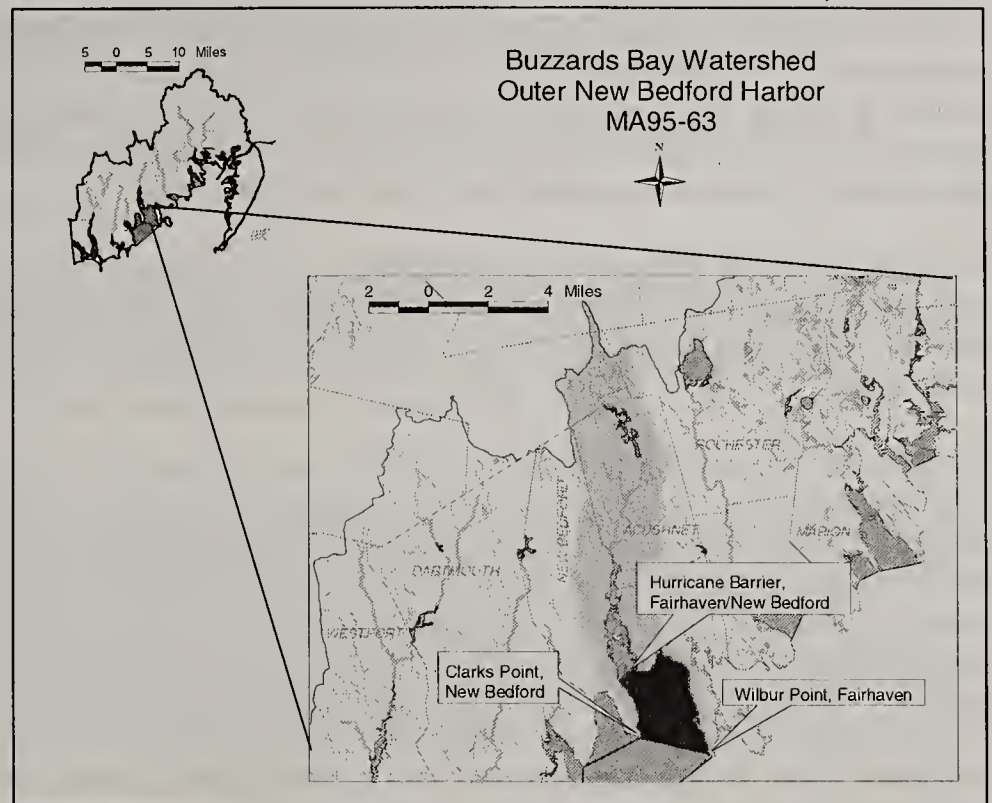 Buzzards Bay Watershed
Outer New Bedford Harbor
MA95-63
5 0 5 10 Miles
N
2 0 2 4 Miles
ROCHESTER
NEW BEDFORD
ACUSHNET
MARION
DARTMOUTH
Hurricane Barrier,
Fairhaven/New Bedford
WESTPORT
Clarks Point,
New Bedford
Wilbur Point, Fairhaven